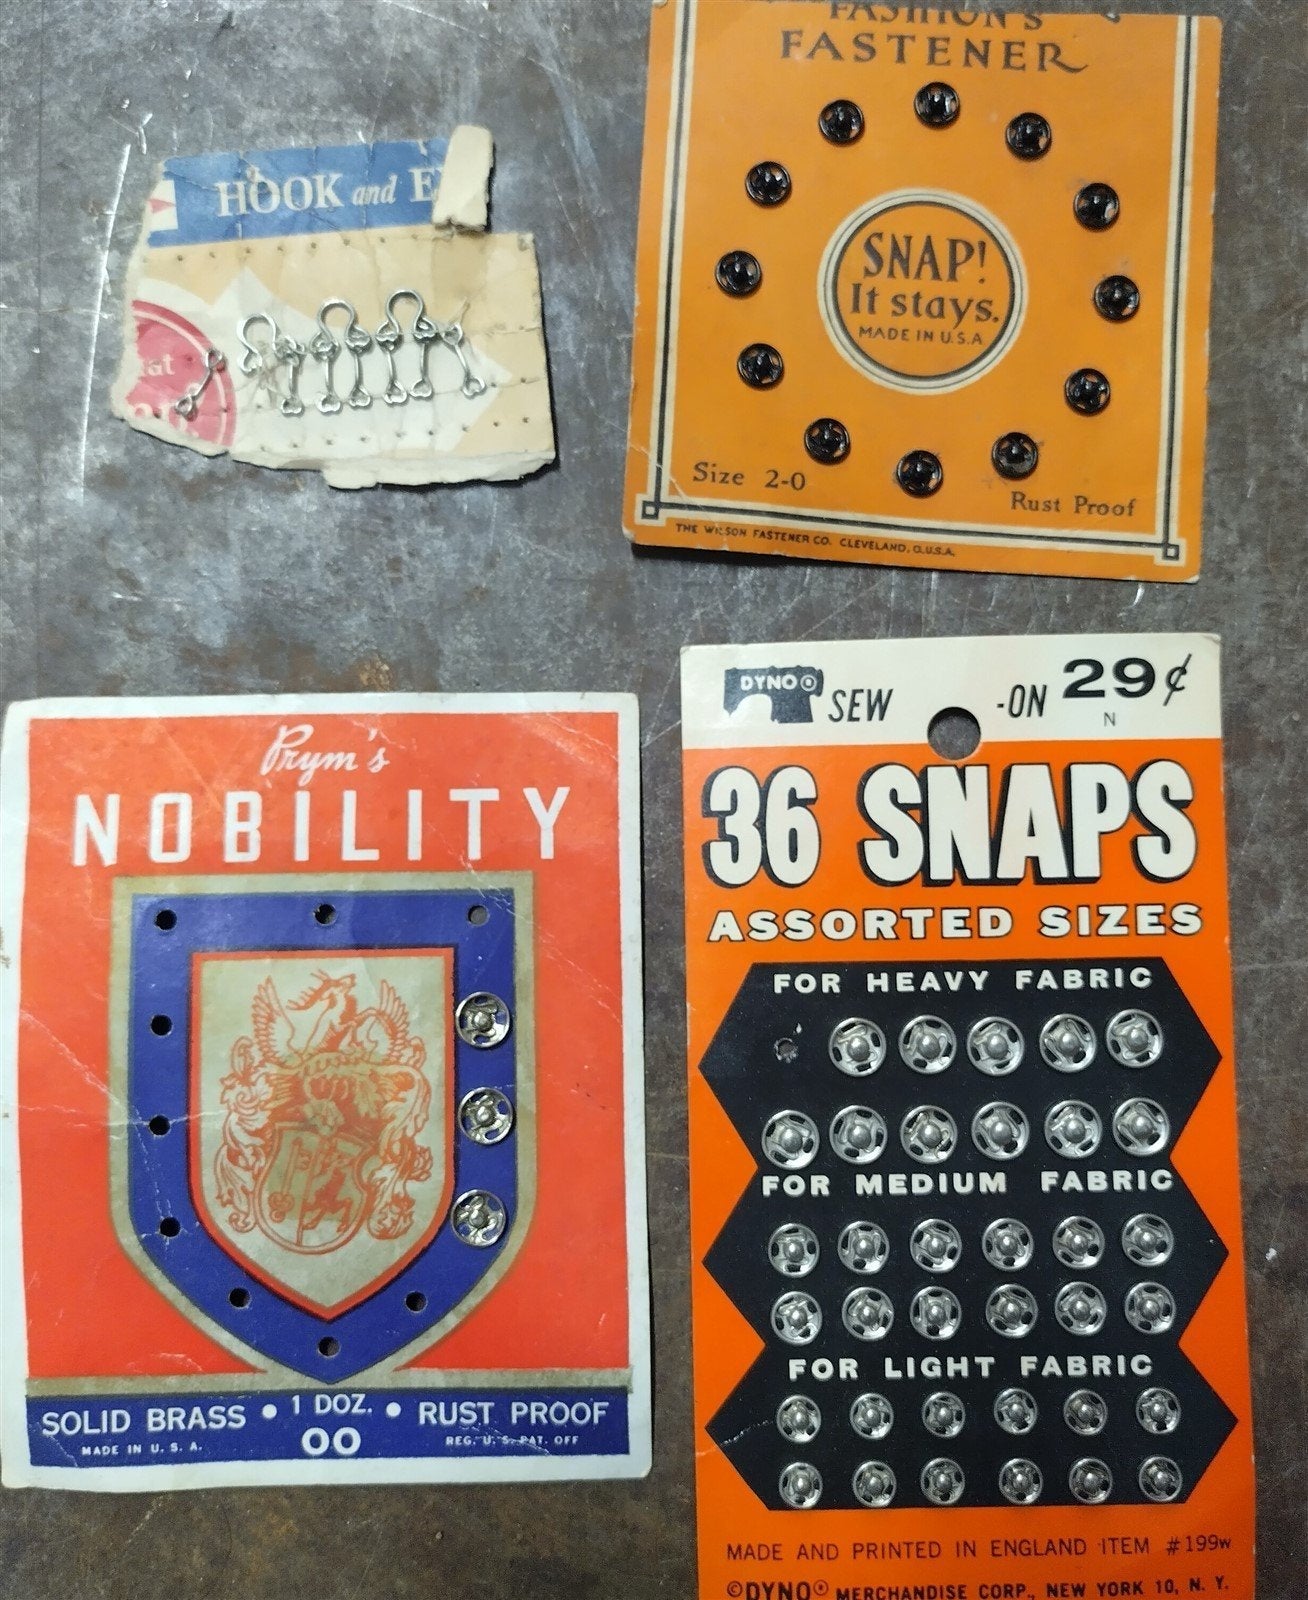 HOOK and
FASHION'S
FASTENER
SNAP!
It stays.
MADE IN U.S.A
Size 2-0
Rust Proof
THE WILSON FASTENER CO. CLEVELAND, O.U.S.A.
Prym's
NOBILITY
SOLID BRASS • 1 DOZ. • RUST PROOF
MADE IN U. S. A. 00 REG. U. S. PAT. OFF
DYNO® SEW -ON 29¢
N
36 SNAPS
ASSORTED SIZES
FOR HEAVY FABRIC
FOR MEDIUM FABRIC
FOR LIGHT FABRIC
MADE AND PRINTED IN ENGLAND ITEM #199w
©DYNO® MERCHANDISE CORP., NEW YORK 10, N. Y.